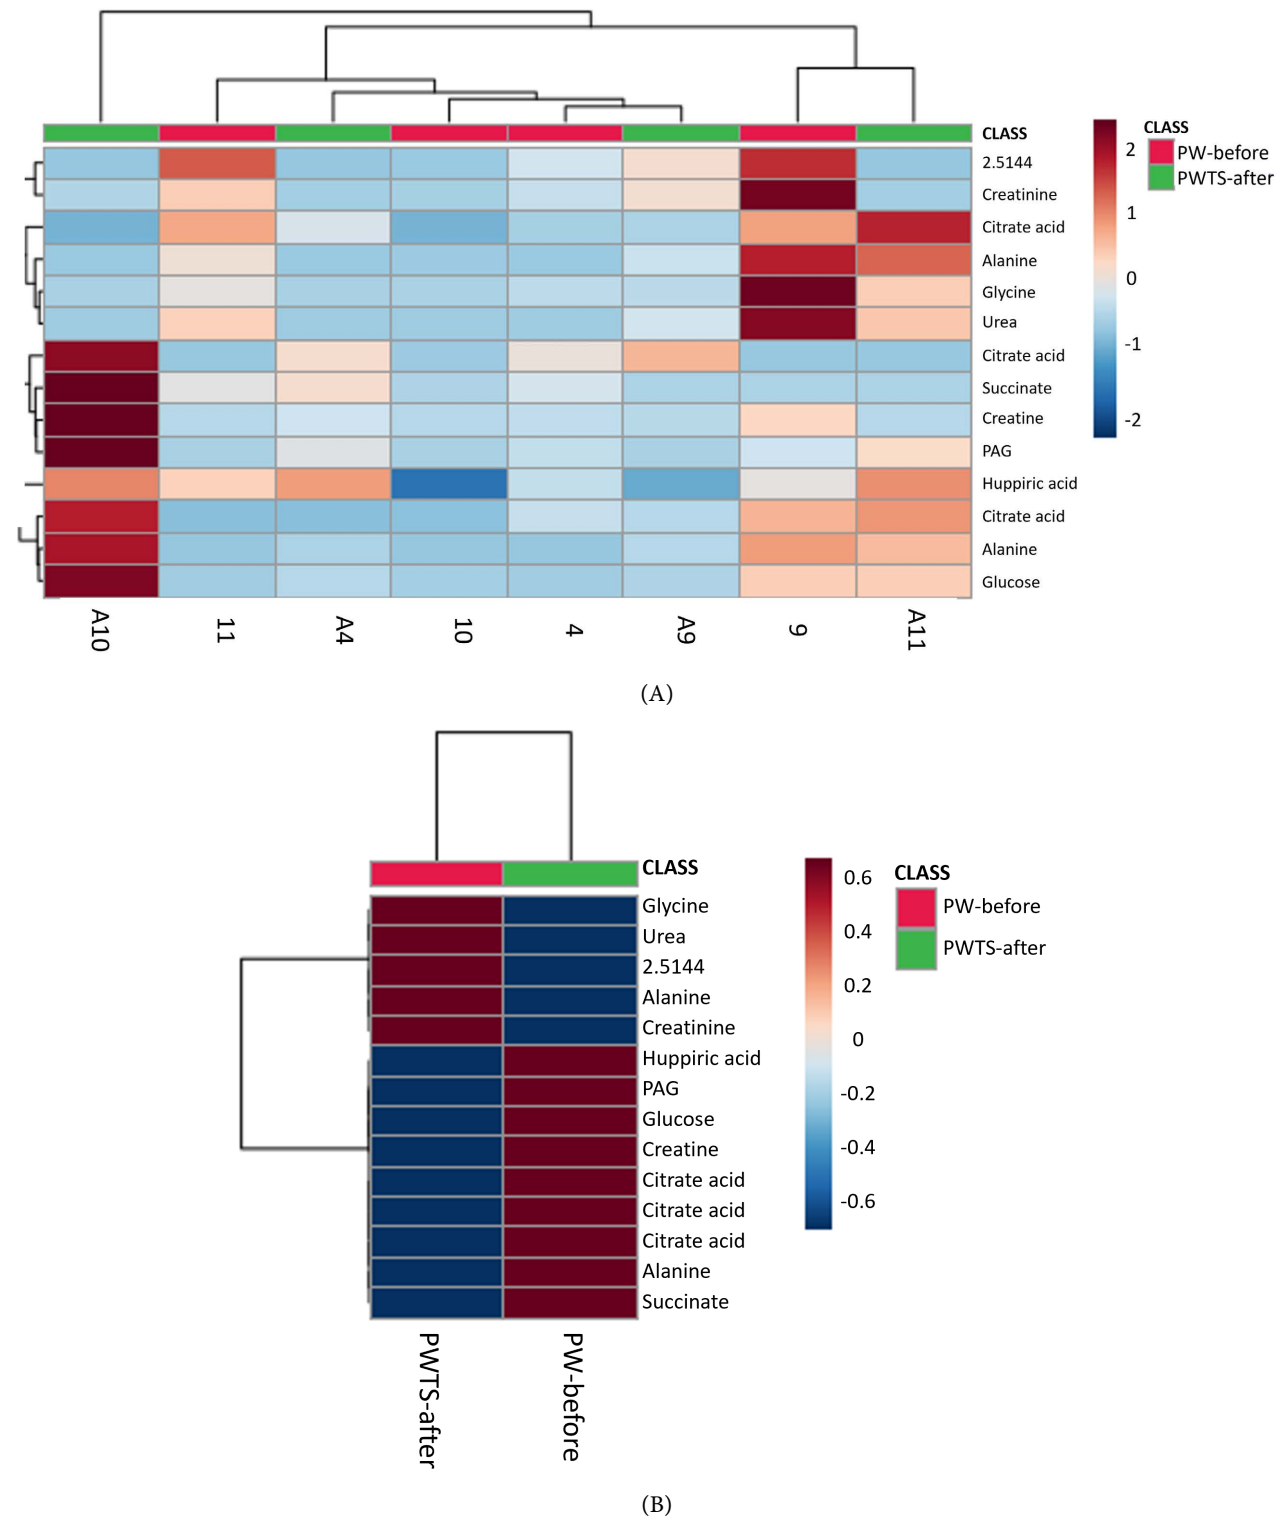 CLASS
2.5144
Creatinine
Citrate acid
Alanine
Glycine
Urea
Citrate acid
Succinate
Creatine
PAG
Huppiric acid
Citrate acid
Alanine
Glucose
2
1
0
-1
-2
CLASS
PW-before
PWTS-after
A10 11 A4 10 4 A9 9 A11
(A)
CLASS
Glycine
Urea
2.5144
Alanine
Creatinine
Huppiric acid
PAG
Glucose
Creatine
Citrate acid
Citrate acid
Citrate acid
Alanine
Succinate
0.6
0.4
0.2
0
-0.2
-0.4
-0.6
CLASS
PW-before
PWTS-after
PWTS-after
PW-before
(B)